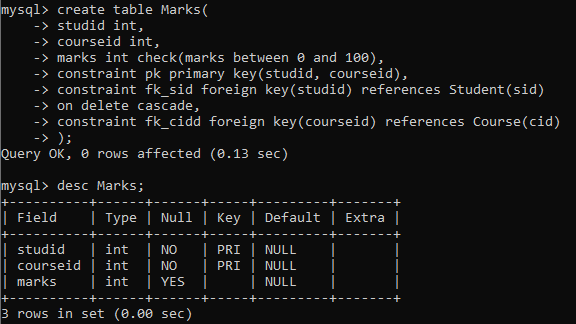 mysql> create table Marks(
    -> studid int,
    -> courseid int,
    -> marks int check(marks between 0 and 100),
    -> constraint pk primary key(studid, courseid),
    -> constraint fk_sid foreign key(studid) references Student(sid)
    -> on delete cascade,
    -> constraint fk_cidd foreign key(courseid) references Course(cid)
    -> );
Query OK, 0 rows affected (0.13 sec)

mysql> desc Marks;
+----------+------+------+-----+---------+-------+
| Field    | Type | Null | Key | Default | Extra |
+----------+------+------+-----+---------+-------+
| studid   | int  | NO   | PRI | NULL    |       |
| courseid | int  | NO   | PRI | NULL    |       |
| marks    | int  | YES  |     | NULL    |       |
+----------+------+------+-----+---------+-------+
3 rows in set (0.00 sec)